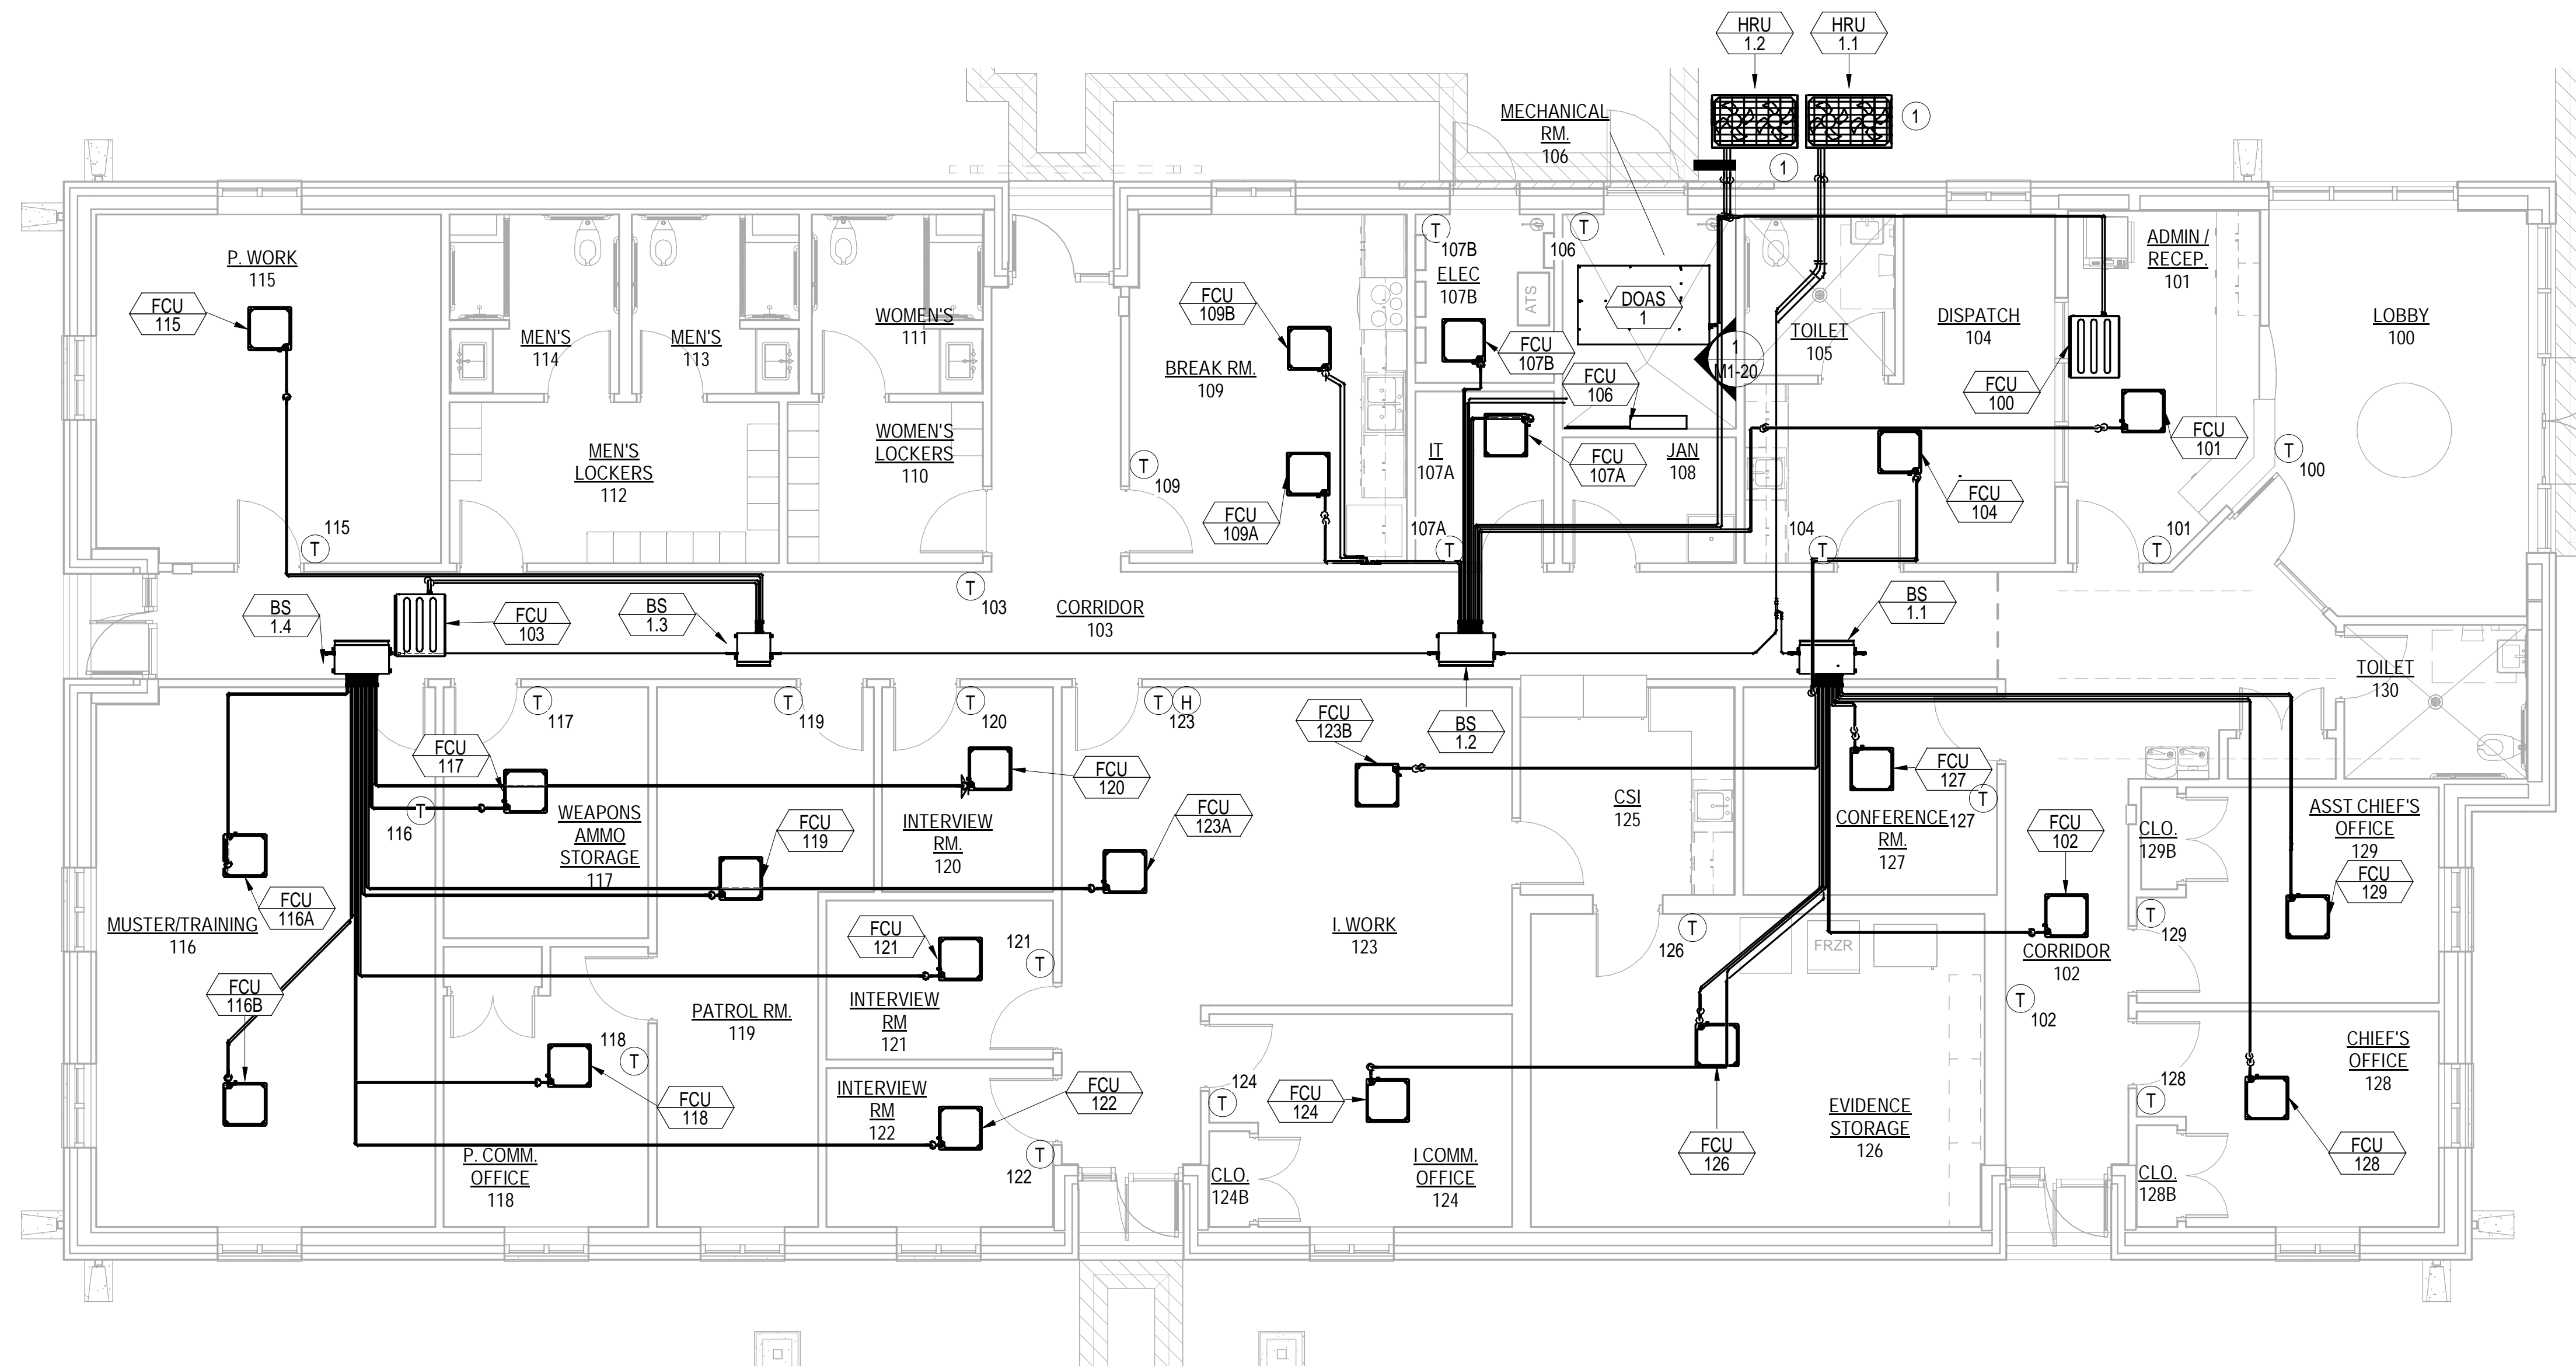 HRU
1.2
HRU
1.1
MECHANICAL
RM.
106
1
1
P. WORK
115
FCU
115
MEN'S
114
MEN'S
113
WOMEN'S
111
FCU
109B
BREAK RM.
109
T
107B
ELEC
107B
ATS
106
T
DOAS
1
1
M1-20
TOILET
105
DISPATCH
104
ADMIN /
RECEP.
101
LOBBY
100
FCU
107B
FCU
106
FCU
100
FCU
101
T
100
MEN'S
LOCKERS
112
WOMEN'S
LOCKERS
110
T
109
FCU
109A
IT
107A
FCU
107A
JAN
108
FCU
104
115
T
107A
T
104
T
101
T
BS
1.4
FCU
103
BS
1.3
T
103
CORRIDOR
103
BS
1.1
TOILET
130
T
117
T
119
T
120
T
H
123
FCU
123B
BS
1.2
FCU
117
T
116
WEAPONS
AMMO
STORAGE
117
FCU
119
INTERVIEW
RM.
120
FCU
120
FCU
123A
CSI
125
FCU
127
T
CONFERENCE
RM.
127
127
FCU
102
CLO.
129B
ASST CHIEF'S
OFFICE
129
FCU
129
FCU
116A
MUSTER/TRAINING
116
FCU
116B
FCU
121
121
T
INTERVIEW
RM
121
PATROL RM.
119
I. WORK
123
T
126
FRZR
CORRIDOR
102
T
129
T
102
118
T
FCU
118
INTERVIEW
RM
122
FCU
122
T
122
124
T
FCU
124
FCU
126
EVIDENCE
STORAGE
126
128
T
CHIEF'S
OFFICE
128
FCU
128
P. COMM.
OFFICE
118
CLO.
124B
I COMM.
OFFICE
124
CLO.
128B